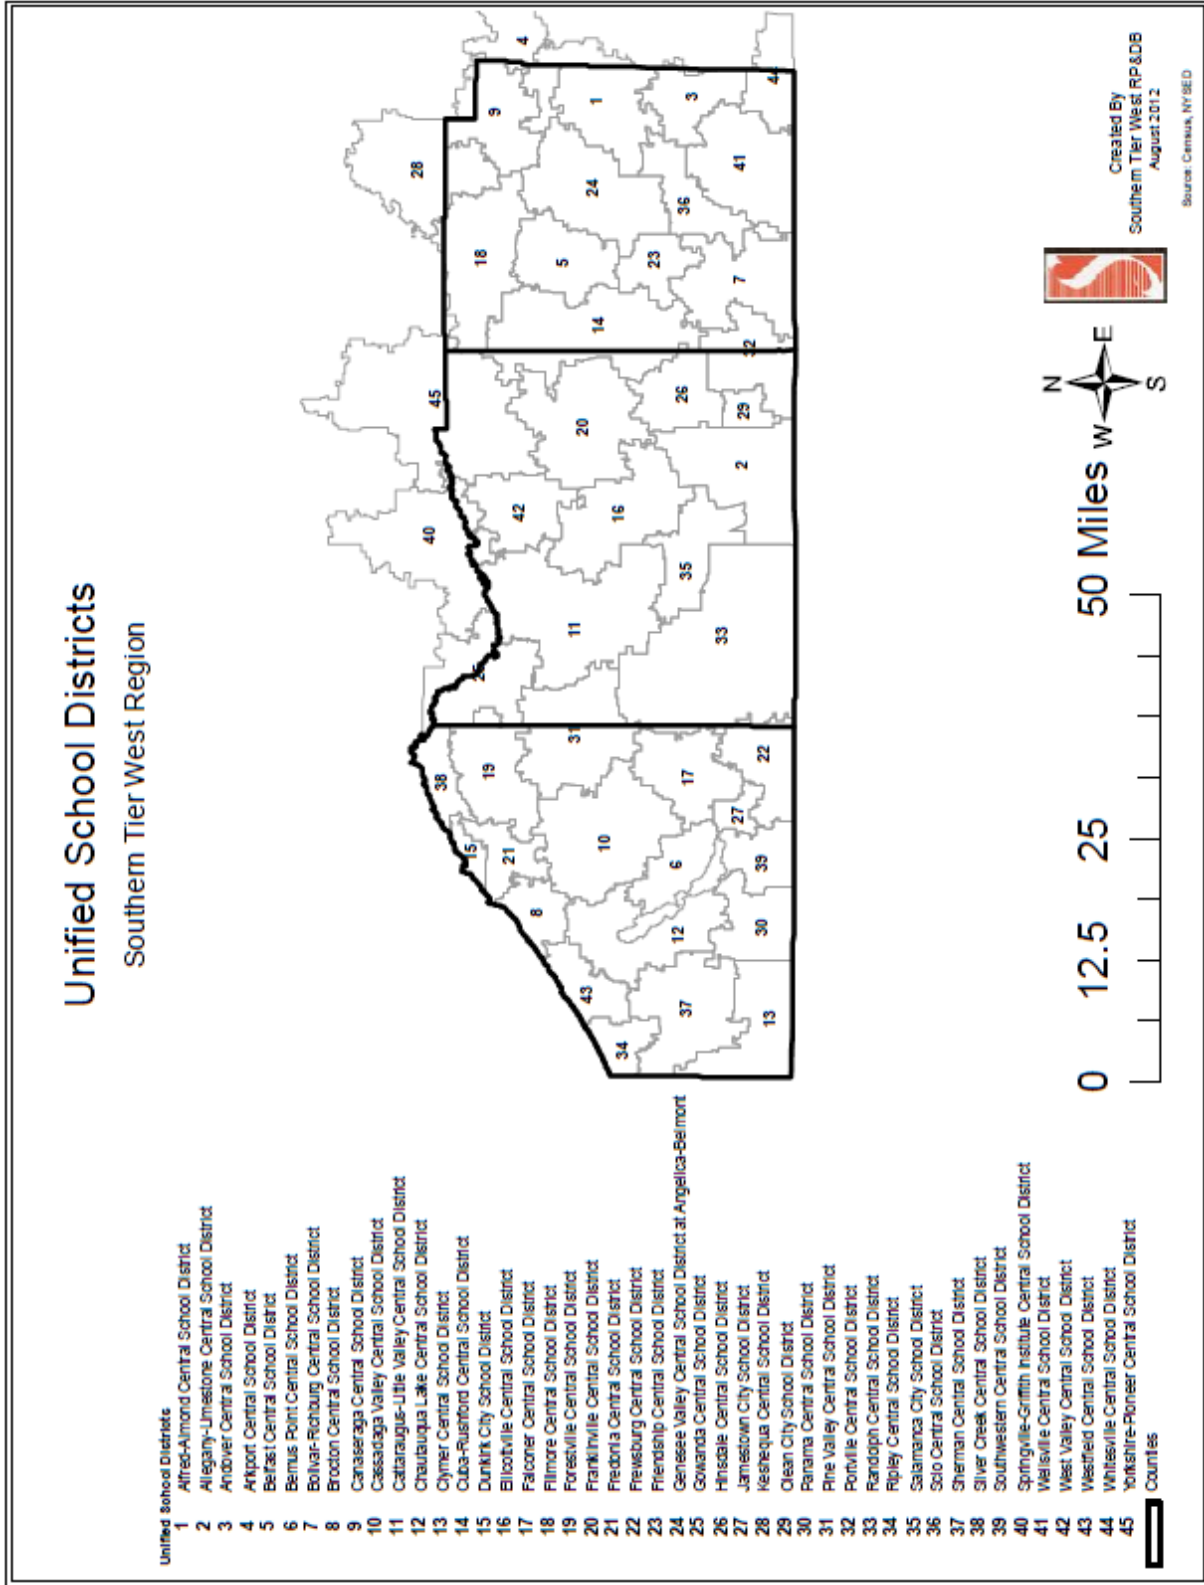 Unified School Districts
Southern Tier West Region
Unified School Districts
1 Alfred-Almond Central School District
2 Allegany-Limestone Central School District
3 Andover Central School District
4 Arkport Central School District
5 Belfast Central School District
6 Bemus Point Central School District
7 Bolivar-Richburg Central School District
8 Brocton Central School District
9 Canaseraga Central School District
10 Cassadaga Valley Central School District
11 Cattaraugus-Little Valley Central School District
12 Chautauqua Lake Central School District
13 Clymer Central School District
14 Cuba-Rushford Central School District
15 Dunkirk City School District
16 Ellicottville Central School District
17 Falconer Central School District
18 Fillmore Central School District
19 Forestville Central School District
20 Franklinville Central School District
21 Fredonia Central School District
22 Frewsburg Central School District
23 Friendship Central School District
24 Genesee Valley Central School District at Angelica-Belmont
25 Gowanda Central School District
26 Hinsdale Central School District
27 Jamestown City School District
28 Keshequa Central School District
29 Olean City School District
30 Panama Central School District
31 Pine Valley Central School District
32 Portville Central School District
33 Randolph Central School District
34 Ripley Central School District
35 Salamanca City School District
36 Scio Central School District
37 Sherman Central School District
38 Silver Creek Central School District
39 Southwestern Central School District
40 Springville-Griffith Institute Central School District
41 Wellsville Central School District
42 West Valley Central School District
43 Westfield Central School District
44 Whitesville Central School District
45 Yorkshire-Pioneer Central School District
Counties
4
9
28
1
3
44
41
24
36
18
5
23
7
14
32
45
20
26
29
2
42
16
40
35
11
33
25
31
38
19
17
22
15
21
10
27
6
39
8
12
30
43
37
13
34
0 12.5 25 50 Miles
N
W E
S
Created By
Southern Tier West RP&DB
August 2012
Source: Census, NYSED